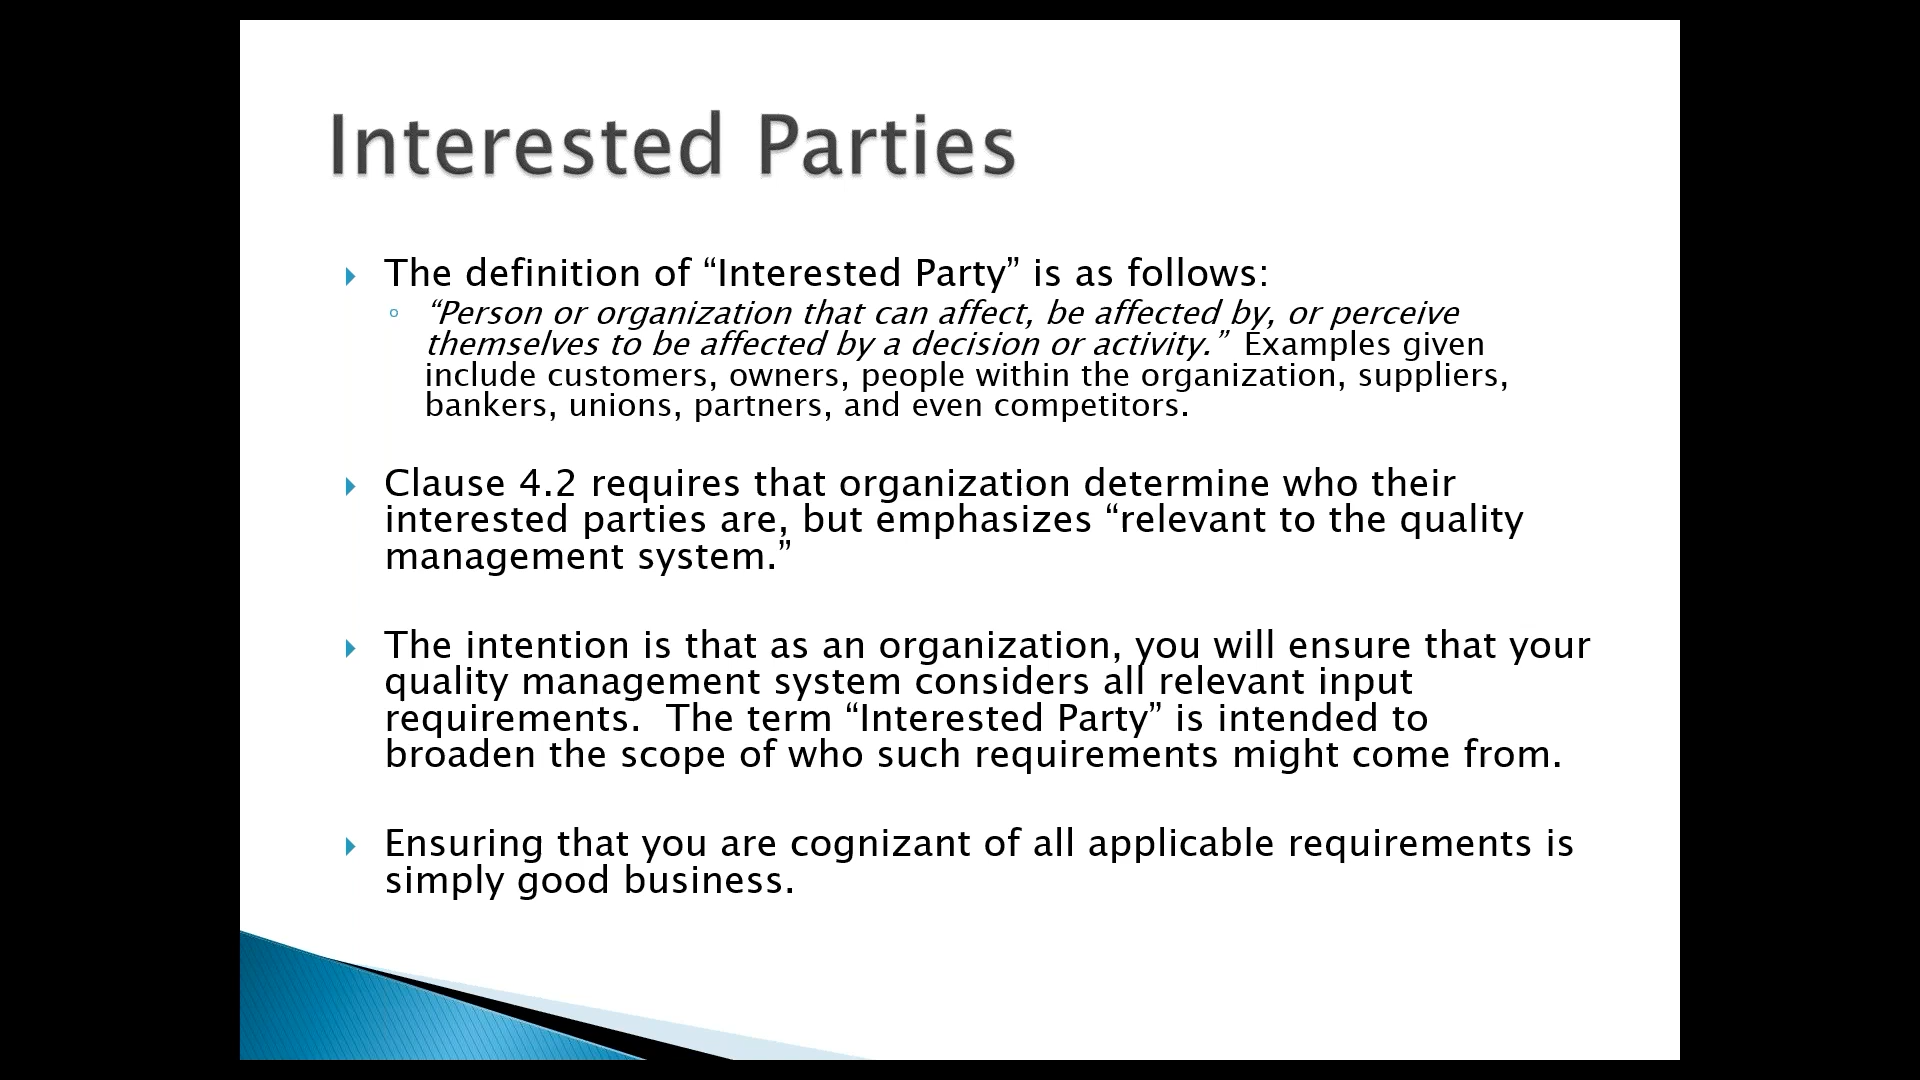 Interested Parties
The definition of “Interested Party” is as follows:
“Person or organization that can affect, be affected by, or perceive
themselves to be affected by a decision or activity.” Examples given
include customers, owners, people within the organization, suppliers,
bankers, unions, partners, and even competitors.
Clause 4.2 requires that organization determine who their
interested parties are, but emphasizes “relevant to the quality
management system.”
The intention is that as an organization, you will ensure that your
quality management system considers all relevant input
requirements. The term “Interested Party” is intended to
broaden the scope of who such requirements might come from.
Ensuring that you are cognizant of all applicable requirements is
simply good business.